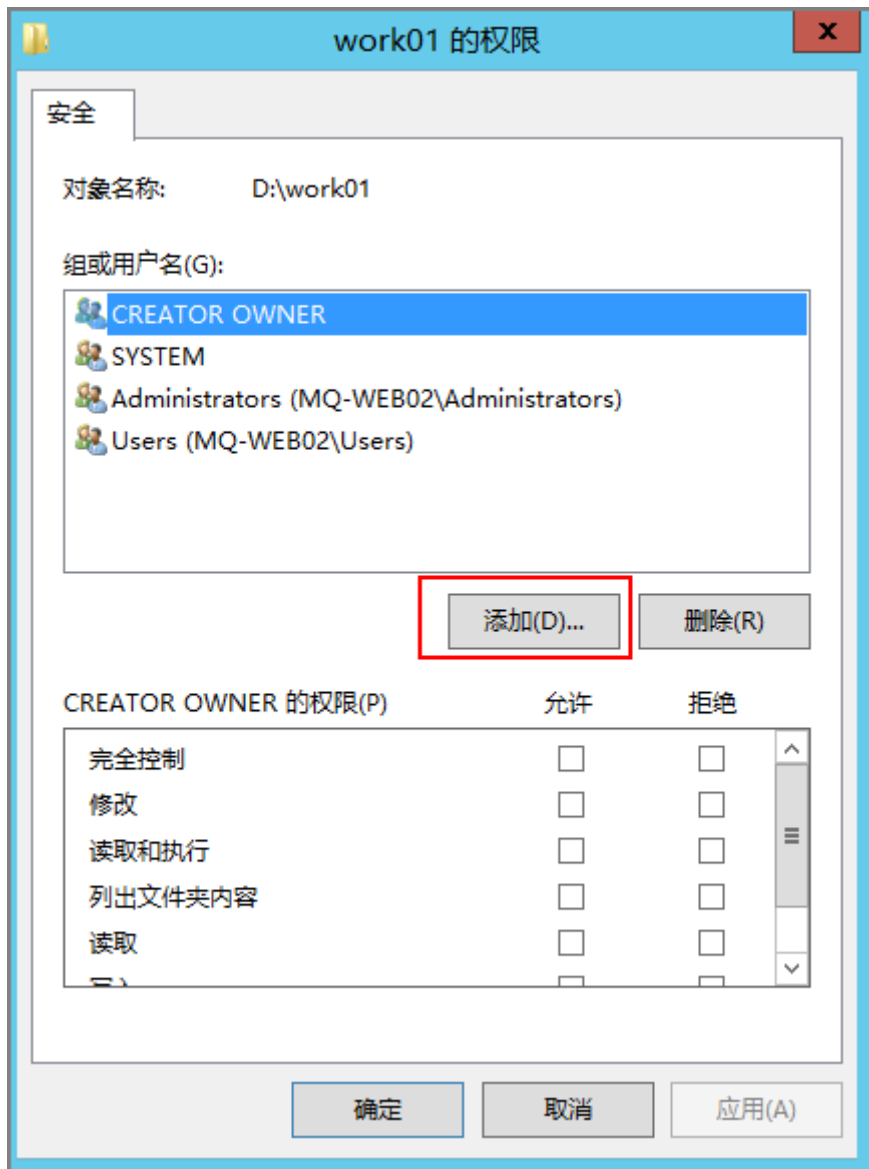 work01 的权限
安全
对象名称: D:\work01
组或用户名(G):
CREATOR OWNER
SYSTEM
Administrators (MQ-WEB02\Administrators)
Users (MQ-WEB02\Users)
添加(D)... 删除(R)
CREATOR OWNER 的权限(P) 允许 拒绝
完全控制
修改
读取和执行
列出文件夹内容
读取
确定 取消 应用(A)